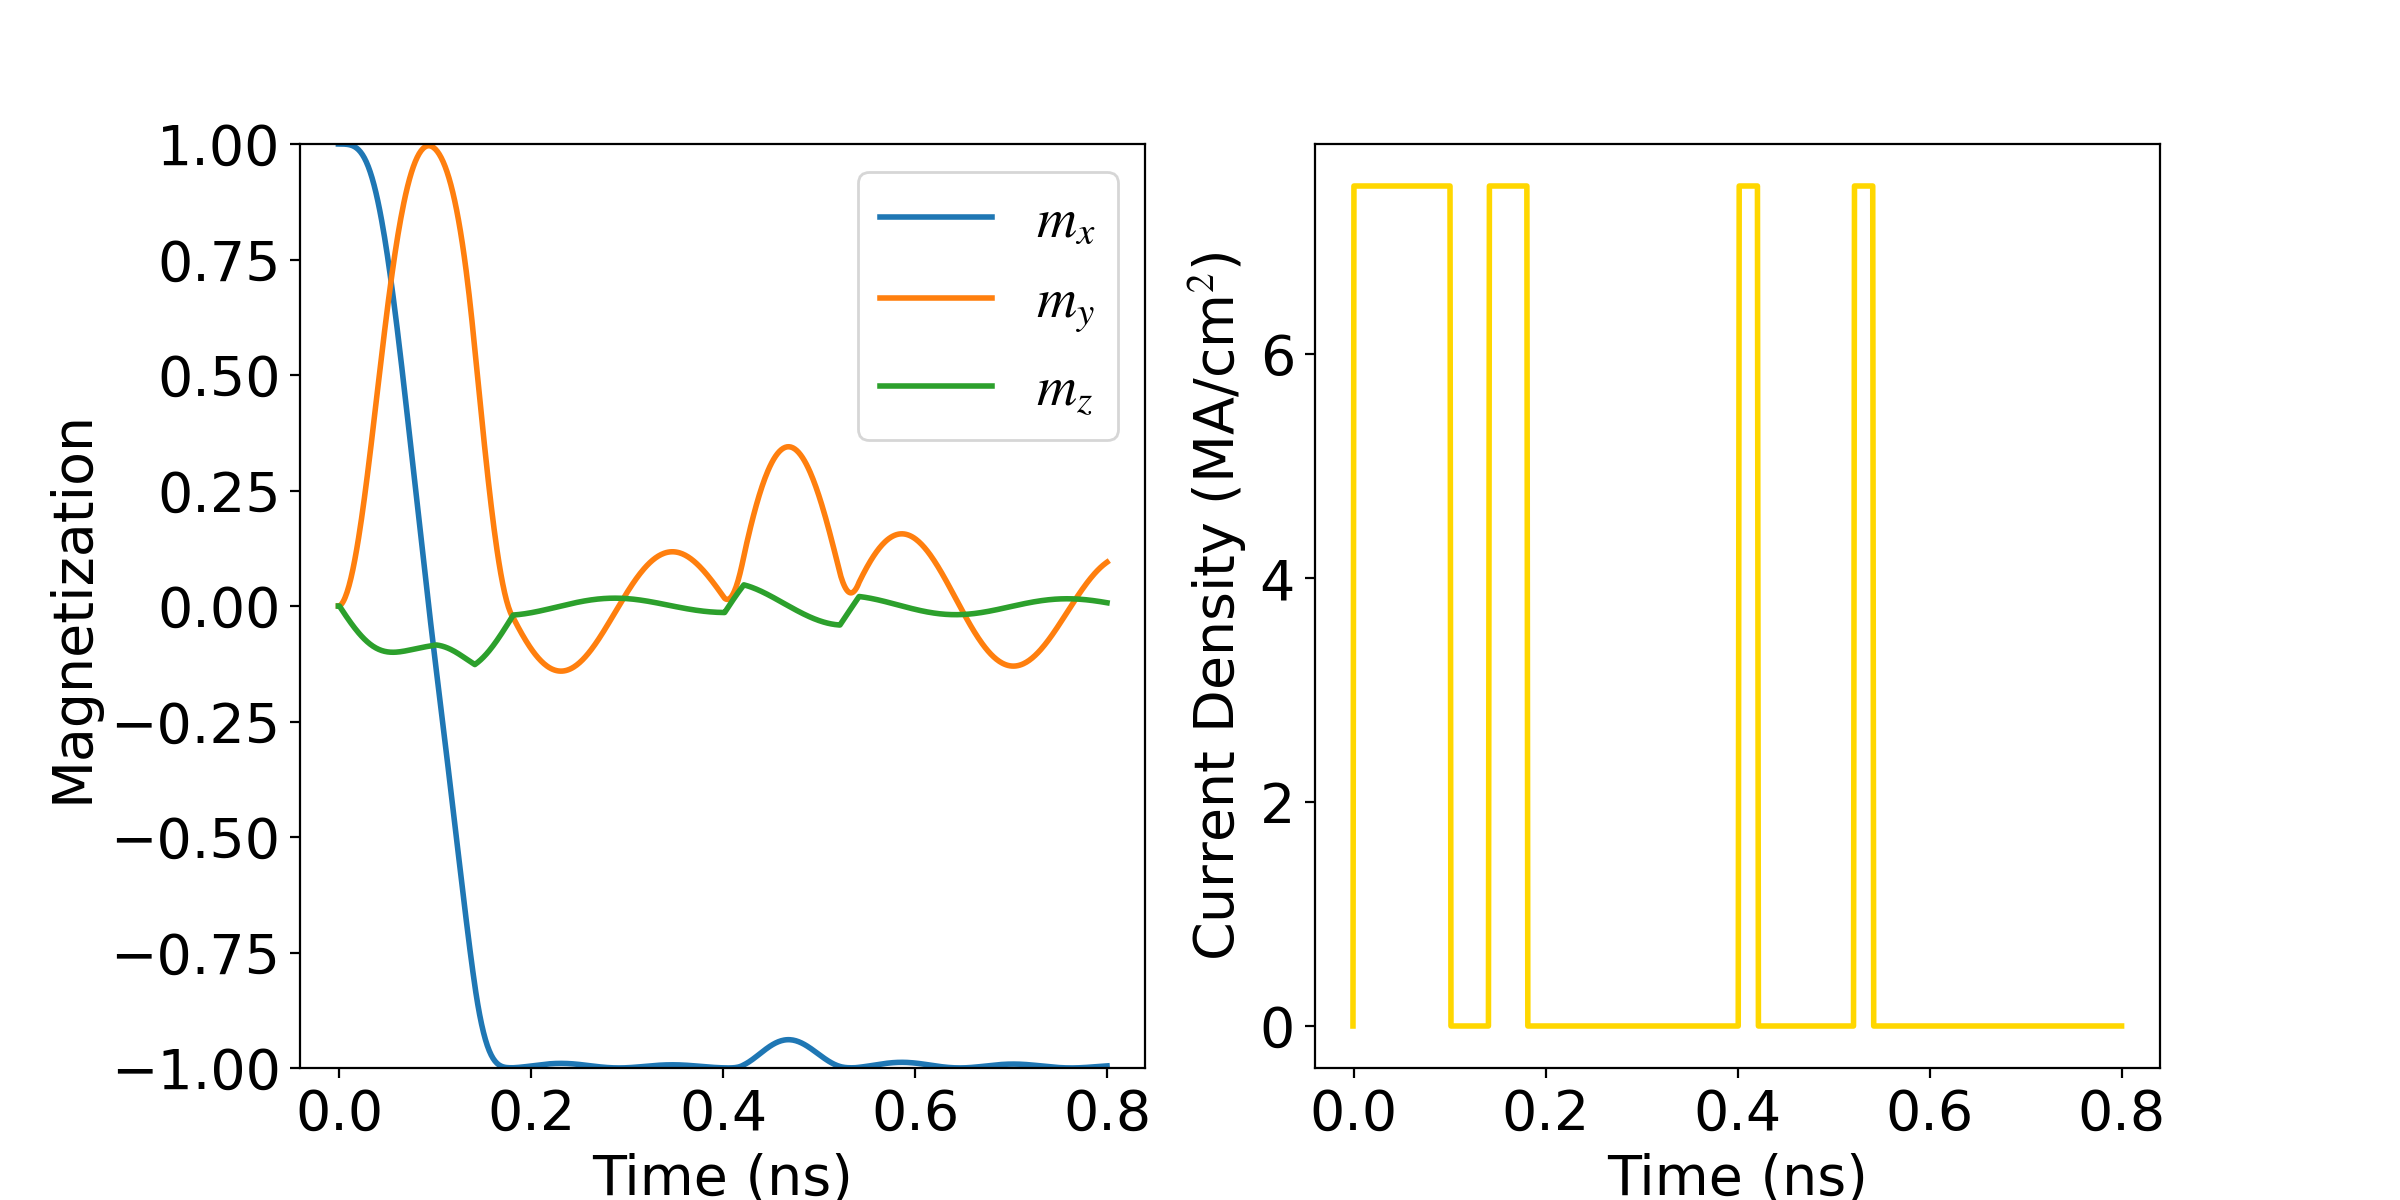 Magnetization
1.00
0.75
0.50
0.25
0.00
−0.25
−0.50
−0.75
−1.00
0.0 0.2 0.4 0.6 0.8
Time (ns)
m_x
m_y
m_z
Current Density (MA/cm²)
6
4
2
0
0.0 0.2 0.4 0.6 0.8
Time (ns)